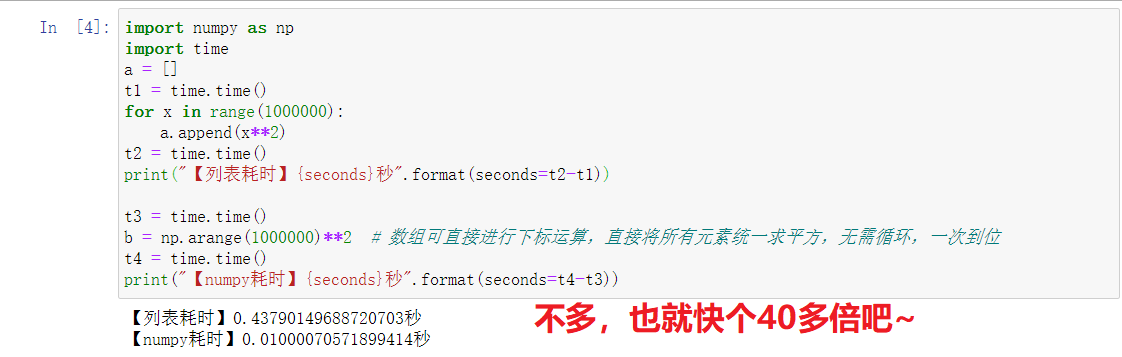 In [4]:
import numpy as np
import time
a = []
t1 = time.time()
for x in range(1000000):
    a.append(x**2)
t2 = time.time()
print("【列表耗时】{seconds}秒".format(seconds=t2-t1))
t3 = time.time()
b = np.arange(1000000)**2  # 数组可直接进行下标运算，直接将所有元素统一求平方，无需循环，一次到位
t4 = time.time()
print("【numpy耗时】{seconds}秒".format(seconds=t4-t3))
【列表耗时】0.43790149688720703秒
【numpy耗时】0.01000070571899414秒
不多，也就快个40多倍吧~